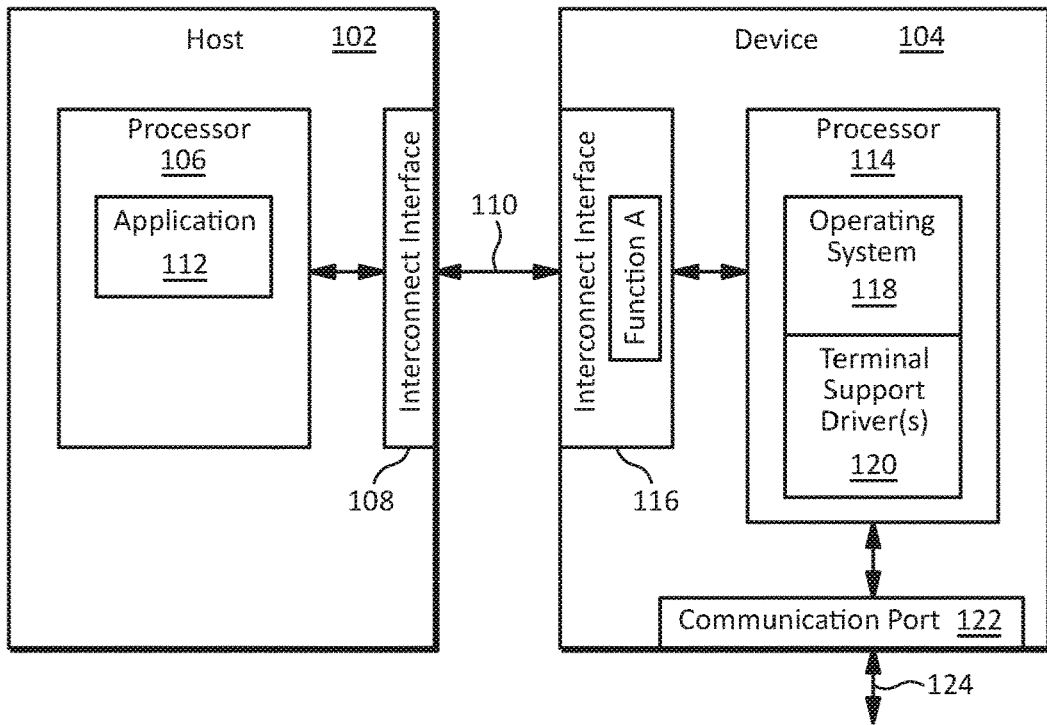 Host 102
Processor
106
Application
112
Interconnect Interface
108
110
Device 104
Interconnect Interface
Function A
116
Processor
114
Operating
System
118
Terminal
Support
Driver(s)
120
Communication Port 122
124